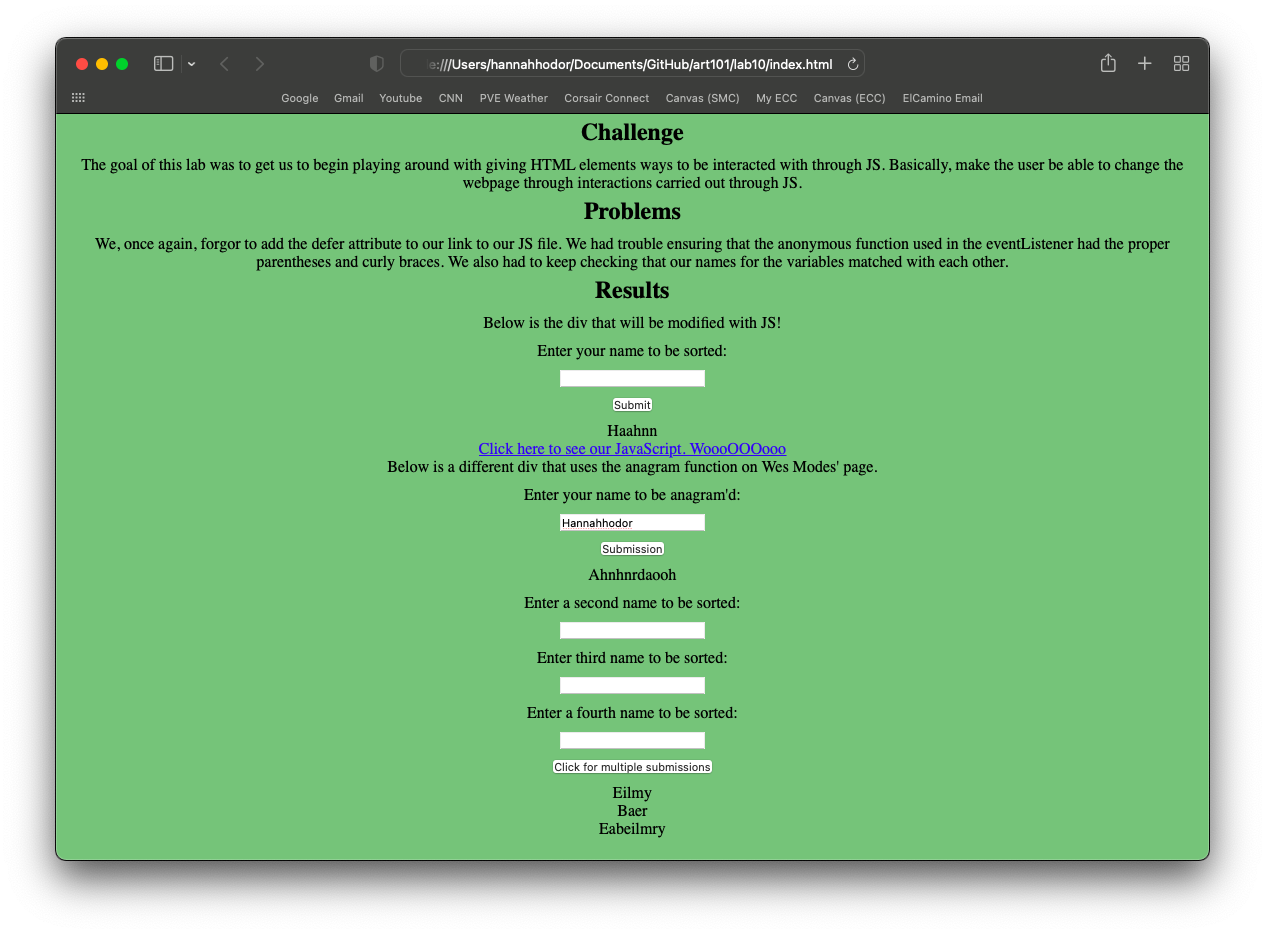 e:///Users/hannahhodor/Documents/GitHub/art101/lab10/index.html
Google Gmail Youtube CNN PVE Weather Corsair Connect Canvas (SMC) My ECC Canvas (ECC) ElCamino Email
Challenge
The goal of this lab was to get us to begin playing around with giving HTML elements ways to be interacted with through JS. Basically, make the user be able to change the
webpage through interactions carried out through JS.
Problems
We, once again, forgor to add the defer attribute to our link to our JS file. We had trouble ensuring that the anonymous function used in the eventListener had the proper
parentheses and curly braces. We also had to keep checking that our names for the variables matched with each other.
Results
Below is the div that will be modified with JS!
Enter your name to be sorted:
Submit
Haahnn
Click here to see our JavaScript. WoooOOOooo
Below is a different div that uses the anagram function on Wes Modes' page.
Enter your name to be anagram'd:
Hannahhodor
Submission
Ahnhnrdaooh
Enter a second name to be sorted:
Enter third name to be sorted:
Enter a fourth name to be sorted:
Click for multiple submissions
Eilmy
Baer
Eabeilmry